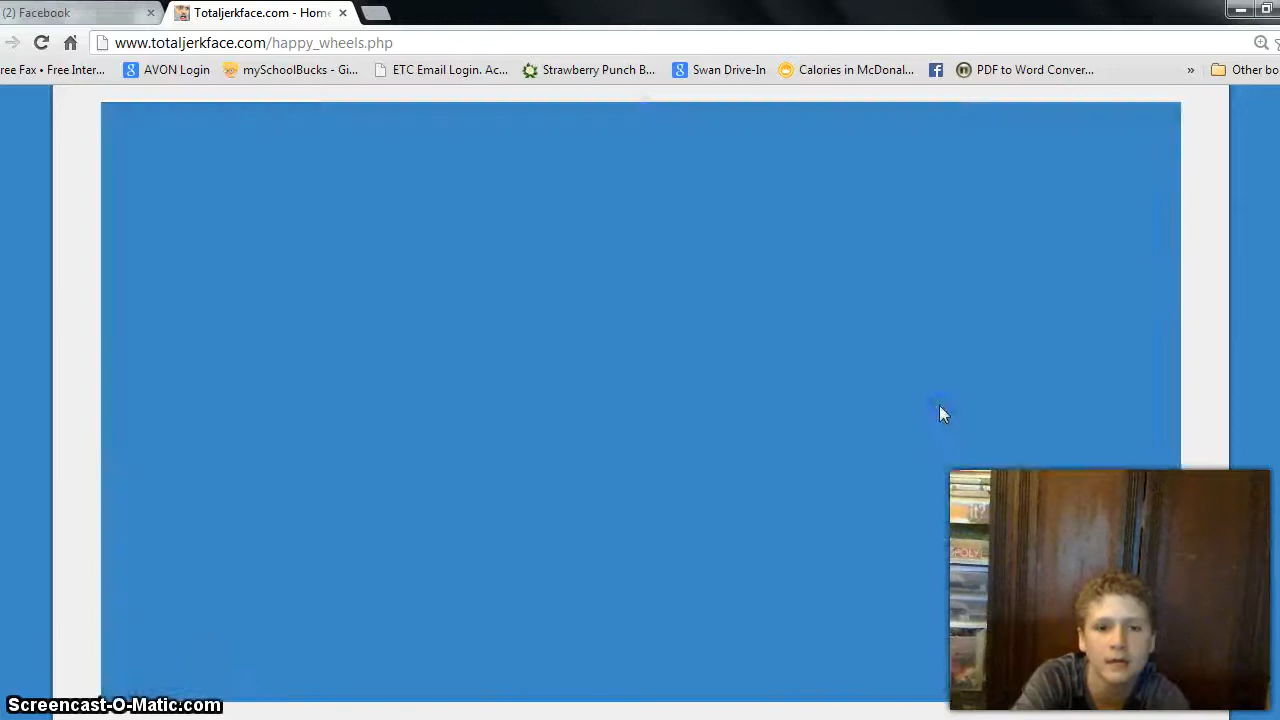 (2) Facebook
Totaljerkface.com - Home
www.totaljerkface.com/happy_wheels.php
ree Fax • Free Inter...
AVON Login
mySchoolBucks - Gi...
ETC Email Login. Ac...
Strawberry Punch B...
Swan Drive-In
Calories in McDonal...
PDF to Word Conver...
»
Other bo
OPOLY
Screencast-O-Matic.com